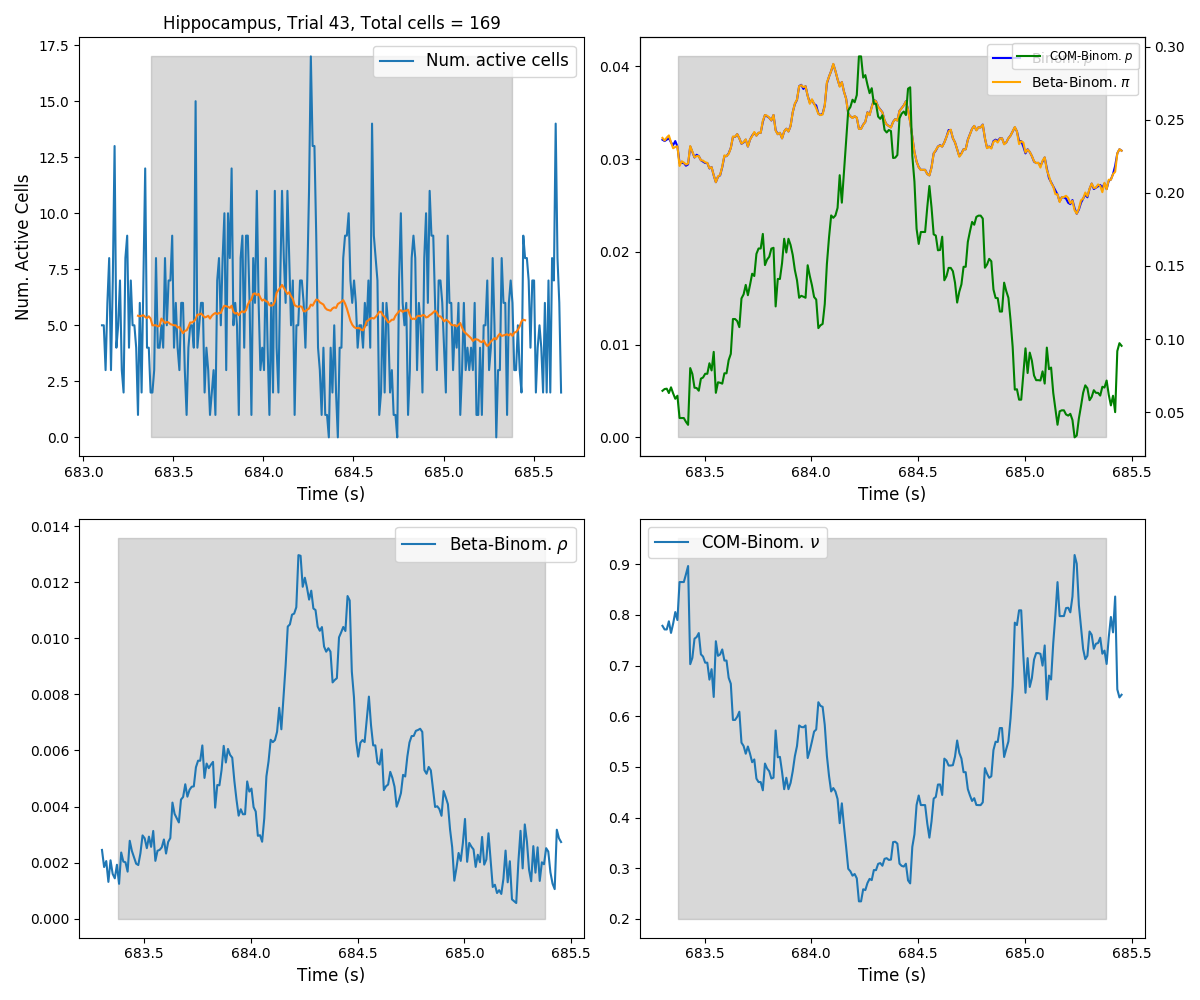 Hippocampus, Trial 43, Total cells = 169
Num. active cells
17.5
15.0
12.5
10.0
7.5
5.0
2.5
0.0
Num. Active Cells
683.0 683.5 684.0 684.5 685.0 685.5
Time (s)
COM-Binom. p
Beta-Binom. π
0.04
0.03
0.02
0.01
0.00
0.30
0.25
0.20
0.15
0.10
0.05
683.5 684.0 684.5 685.0 685.5
Time (s)
Beta-Binom. ρ
0.014
0.012
0.010
0.008
0.006
0.004
0.002
0.000
683.5 684.0 684.5 685.0 685.5
Time (s)
COM-Binom. ν
0.9
0.8
0.7
0.6
0.5
0.4
0.3
0.2
683.5 684.0 684.5 685.0 685.5
Time (s)